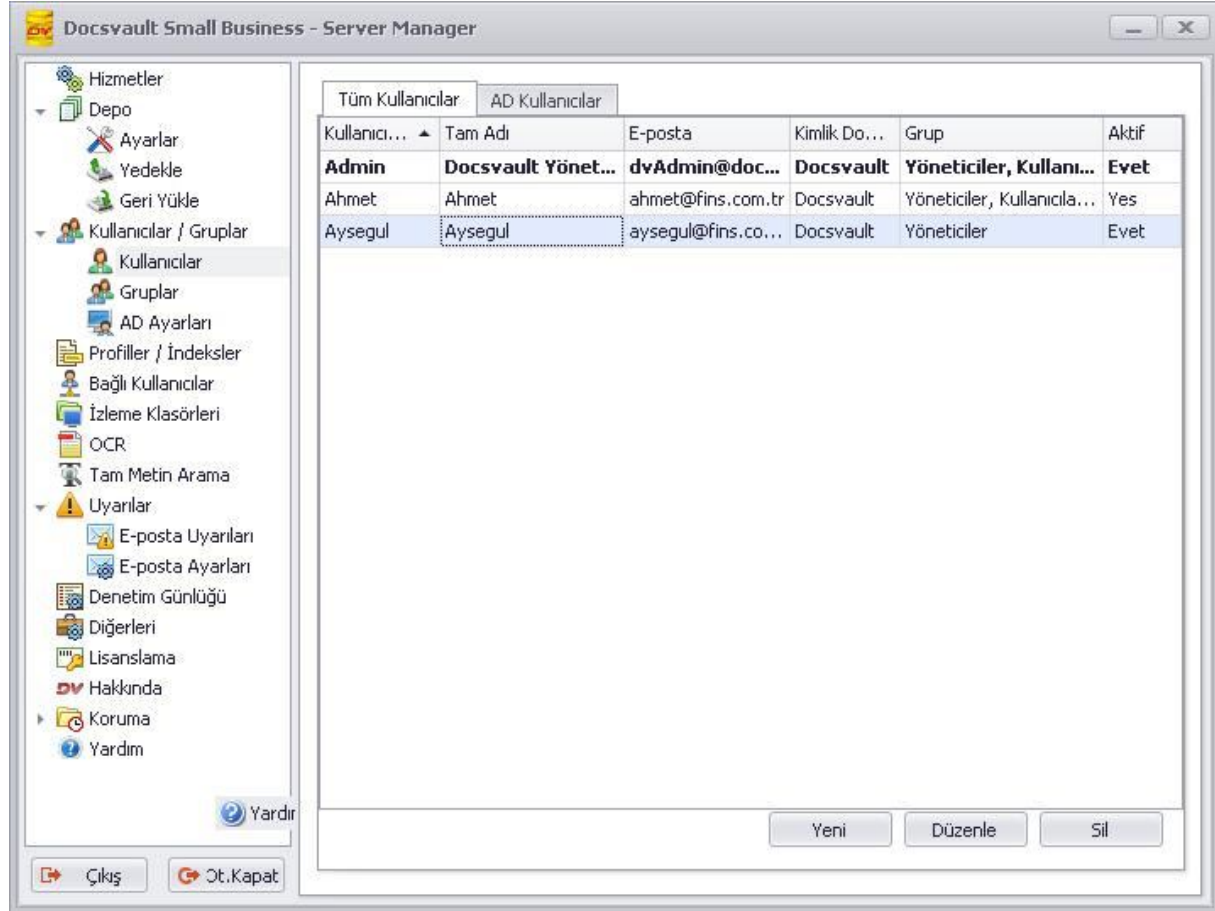 Docsvault Small Business - Server Manager
Hizmetler
Depo
Ayarlar
Yedekle
Geri Yükle
Kullanıcılar / Gruplar
Kullanıcılar
Gruplar
AD Ayarları
Profiller / İndeksler
Bağlı Kullanıcılar
İzleme Klasörleri
OCR
Tam Metin Arama
Uyarılar
E-posta Uyarıları
E-posta Ayarları
Denetim Günlüğü
Diğerleri
Lisanslama
DV Hakkında
Koruma
Yardım
Yardır
Çıkış Ot.Kapat
Tüm Kullanıcılar AD Kullanıcılar
Kullanıcı... Tam Adı E-posta Kimlik Do... Grup Aktif
Admin Docsvault Yönet... dvAdmin@doc... Docsvault Yöneticiler, Kullanı... Evet
Ahmet Ahmet ahmet@fins.com.tr Docsvault Yöneticiler, Kullanıcıla... Yes
Aysegul Aysegul aysegul@fins.co... Docsvault Yöneticiler Evet
Yeni Düzenle Sil